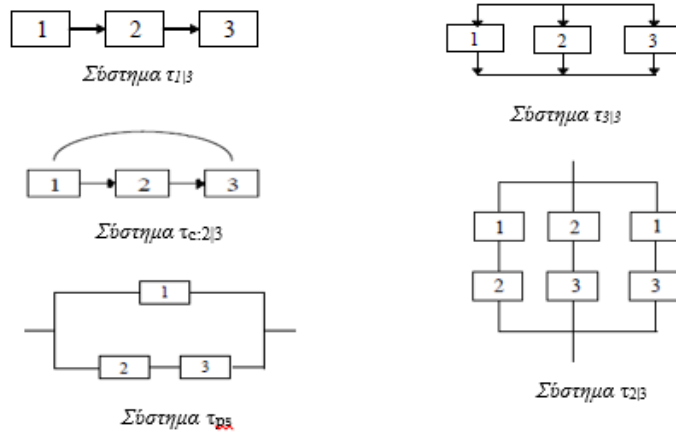 1 2 3
Σύστημα τ1|3
1 2 3
Σύστημα τ3|3
1 2 3
Σύστημα τc:2|3
1 2 1
2 3 3
Σύστημα τ2|3
1
2 3
Σύστημα τps